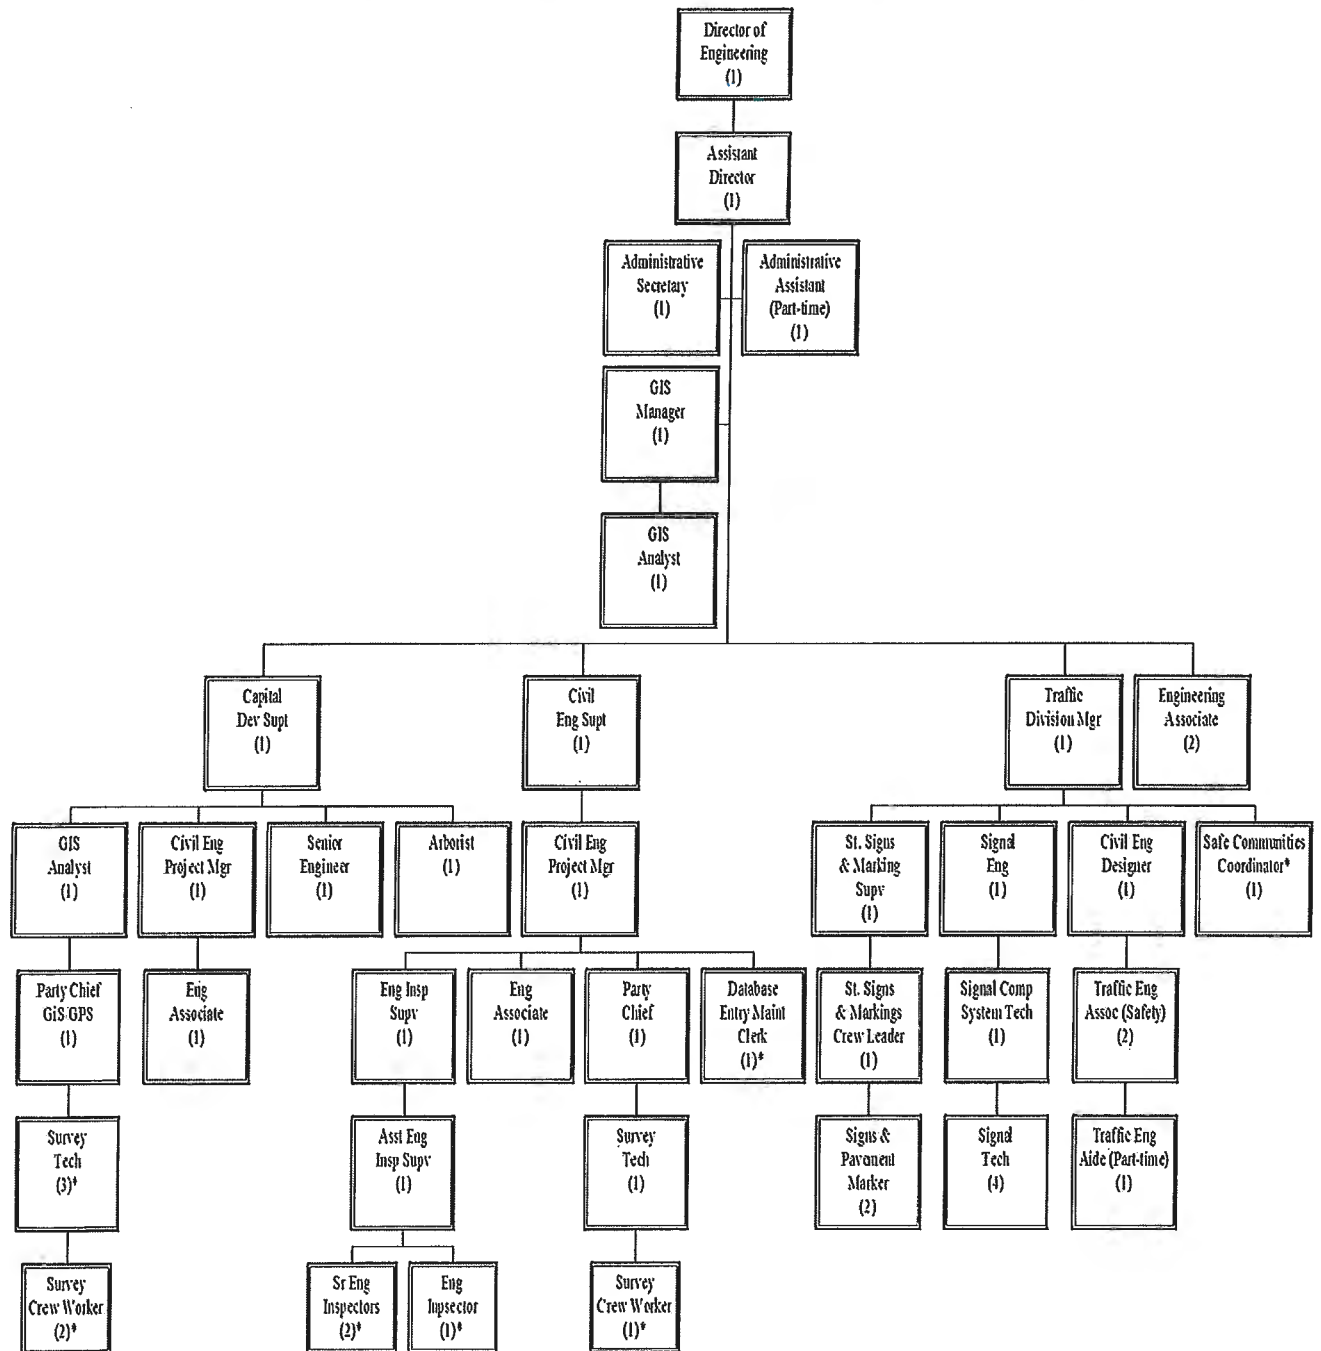 Director of
Engineering
(1)
Assistant
Director
(1)
Administrative
Secretary
(1)
Administrative
Assistant
(Part-time)
(1)
GIS
Manager
(1)
GIS
Analyst
(1)
Capital
Dev Supt
(1)
Civil
Eng Supt
(1)
Traffic
Division Mgr
(1)
Engineering
Associate
(2)
GIS
Analyst
(1)
Civil Eng
Project Mgr
(1)
Senior
Engineer
(1)
Arborist
(1)
Civil Eng
Project Mgr
(1)
St. Signs
& Marking
Supv
(1)
Signal
Eng
(1)
Civil Eng
Designer
(1)
Safe Communities
Coordinator*
(1)
Party Chief
GIS/GPS
(1)
Eng
Associate
(1)
Eng Insp
Supv
(1)
Eng
Associate
(1)
Party
Chief
(1)
Database
Entry Maint
Clerk
(1)*
St. Signs
& Markings
Crew Leader
(1)
Signal Comp
System Tech
(1)
Traffic Eng
Assoc (Safety)
(2)
Survey
Tech
(3)*
Asst Eng
Insp Supv
(1)
Survey
Tech
(1)
Signs &
Pavement
Marker
(2)
Signal
Tech
(4)
Traffic Eng
Aide (Part-time)
(1)
Survey
Crew Worker
(2)*
Sr Eng
Inspectors
(2)*
Eng
Inpsector
(1)*
Survey
Crew Worker
(1)*